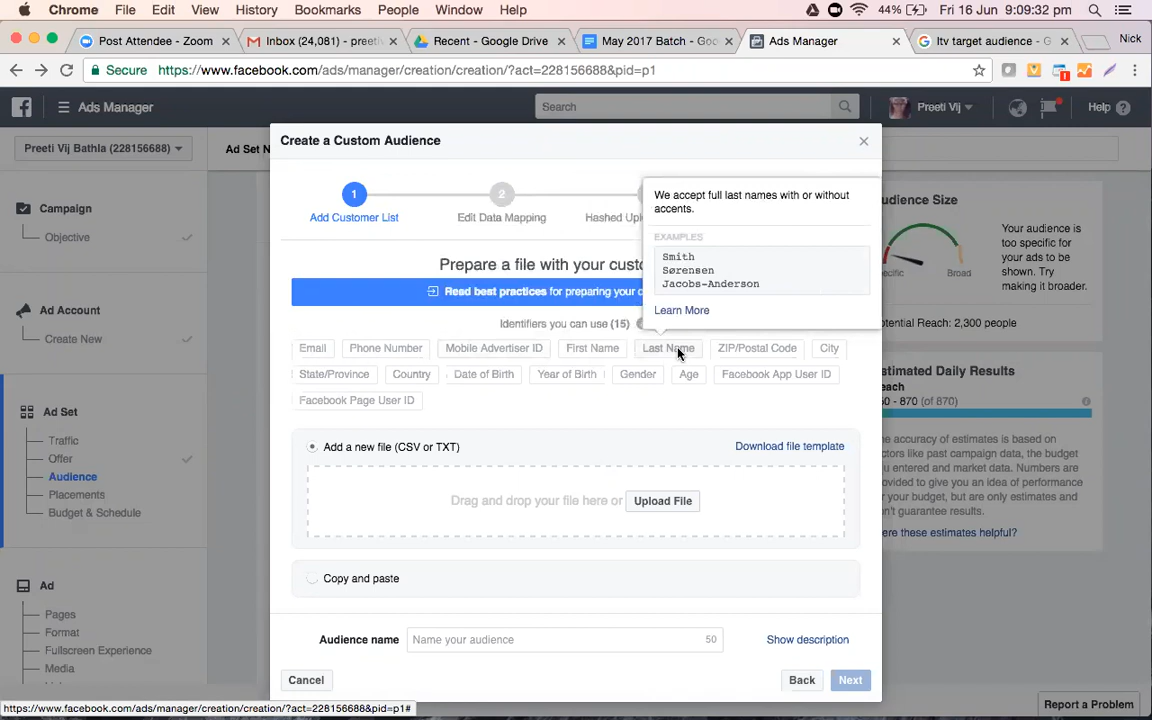 Chrome File Edit View History Bookmarks People Window Help 44% Fri 16 Jun 9:09:32 pm
Post Attendee - Zoom Inbox (24,081) - preetiv Recent - Google Drive May 2017 Batch - Goo Ads Manager ltv target audience - G Nick
Secure https://www.facebook.com/ads/manager/creation/creation/?act=228156688&pid=p1
Ads Manager Search Preeti Vij Help
Preeti Vij Bathla (228156688) Ad Set N
Create a Custom Audience
Campaign
Objective
Ad Account
Create New
Ad Set
Traffic
Offer
Audience
Placements
Budget & Schedule
Ad
Pages
Format
Fullscreen Experience
Media
1 2
Add Customer List Edit Data Mapping Hashed Uplo
We accept full last names with or without
accents.
EXAMPLES
Smith
Sørensen
Jacobs-Anderson
Learn More
Prepare a file with your custo
Read best practices for preparing your d
Identifiers you can use (15)
Email Phone Number Mobile Advertiser ID First Name Last Name ZIP/Postal Code City
State/Province Country Date of Birth Year of Birth Gender Age Facebook App User ID
Facebook Page User ID
Add a new file (CSV or TXT) Download file template
Drag and drop your file here or Upload File
Copy and paste
Audience name Name your audience 50 Show description
Cancel Back Next
udience Size
Your audience is
too specific for
your ads to be
shown. Try
making it broader.
ecific Broad
otential Reach: 2,300 people
stimated Daily Results
each
0 - 870 (of 870)
he accuracy of estimates is based on
ctors like past campaign data, the budget
u entered and market data. Numbers are
ovided to give you an idea of performance
r your budget, but are only estimates and
n't guarantee results.
ere these estimates helpful?
https://www.facebook.com/ads/manager/creation/creation/?act=228156688&pid=p1#
Report a Problem